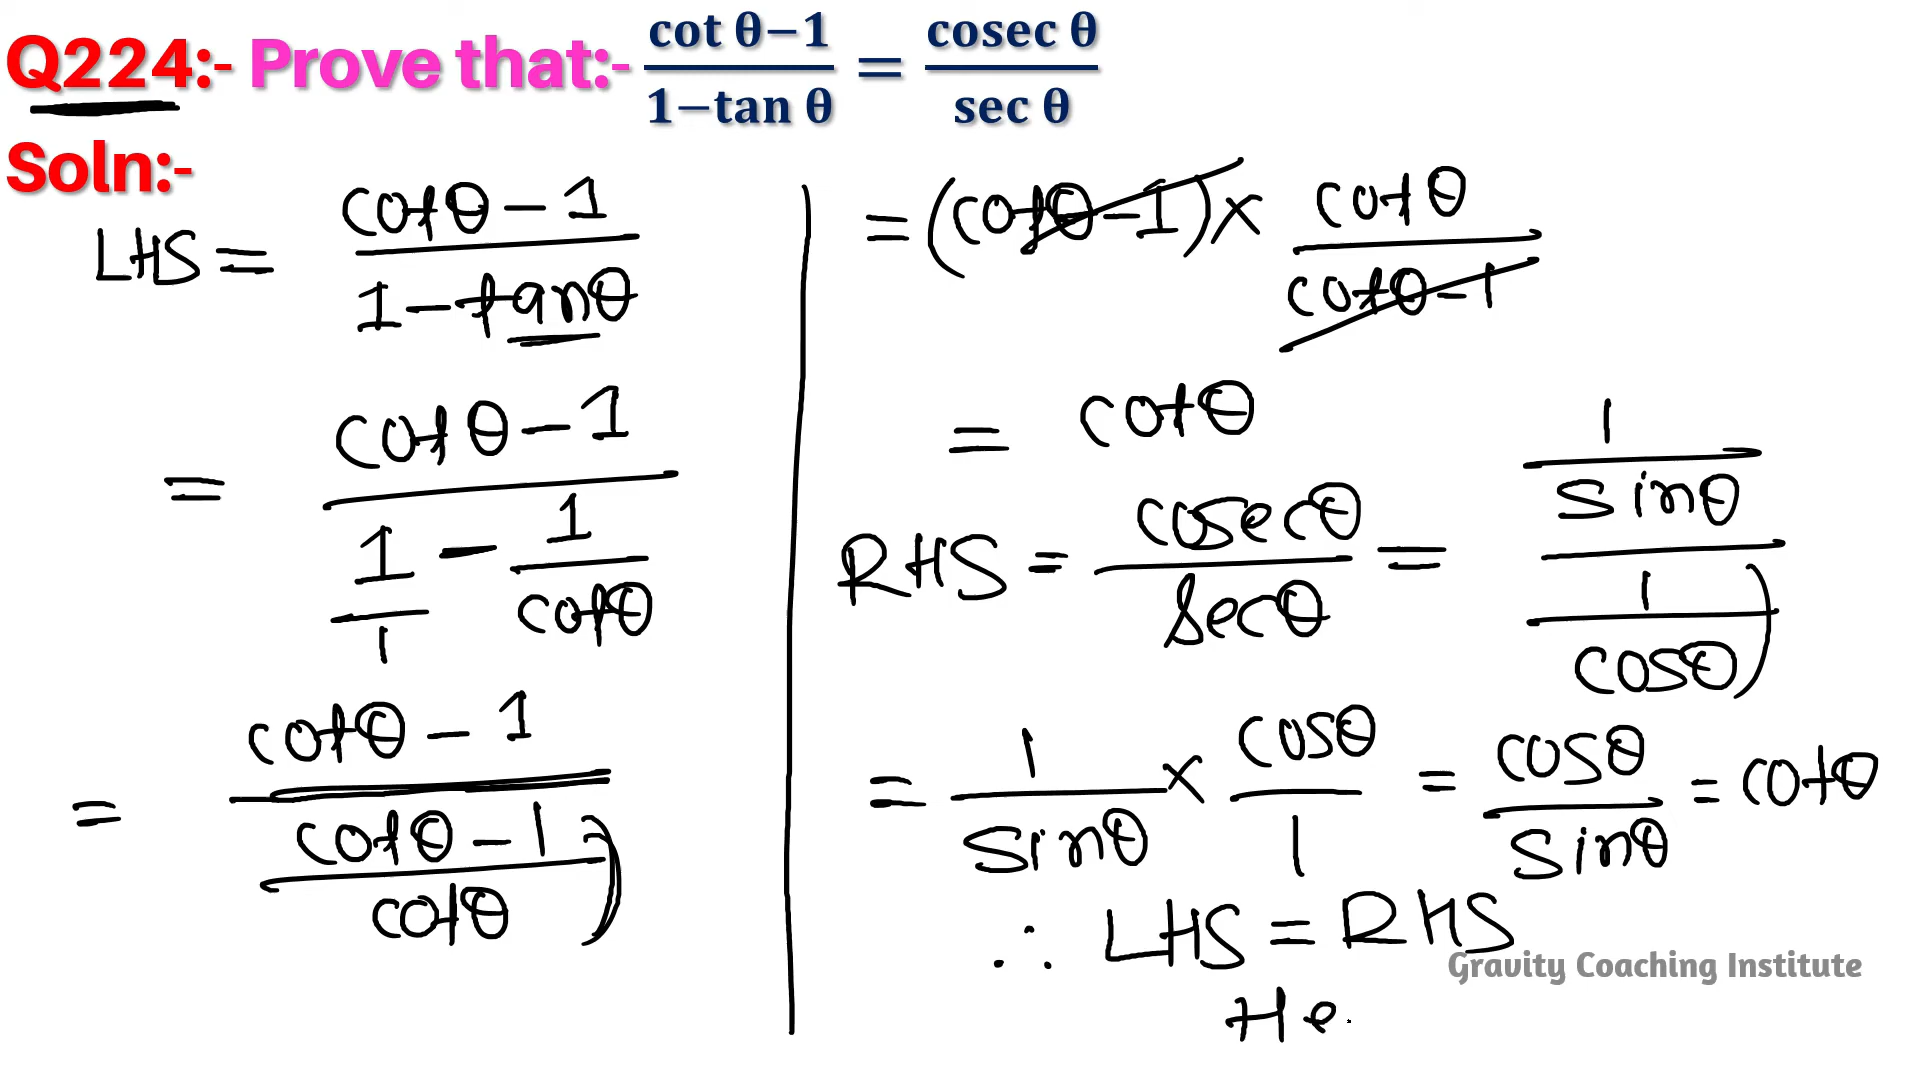 Q224:- Prove that:- (cot θ−1)/(1−tan θ) = (cosec θ)/(sec θ)
Soln:-
LHS = (cotθ − 1)/(1 − tanθ)
= (cotθ − 1)/(1/1 − 1/cotθ)
= (cotθ − 1)/((cotθ − 1)/cotθ)
= (cotθ − 1) × cotθ/(cotθ − 1)
= cotθ
RHS = cosecθ/secθ = (1/sinθ)/(1/cosθ)
= 1/sinθ × cosθ/1 = cosθ/sinθ = cotθ
∴ LHS = RHS
Gravity Coaching Institute
He